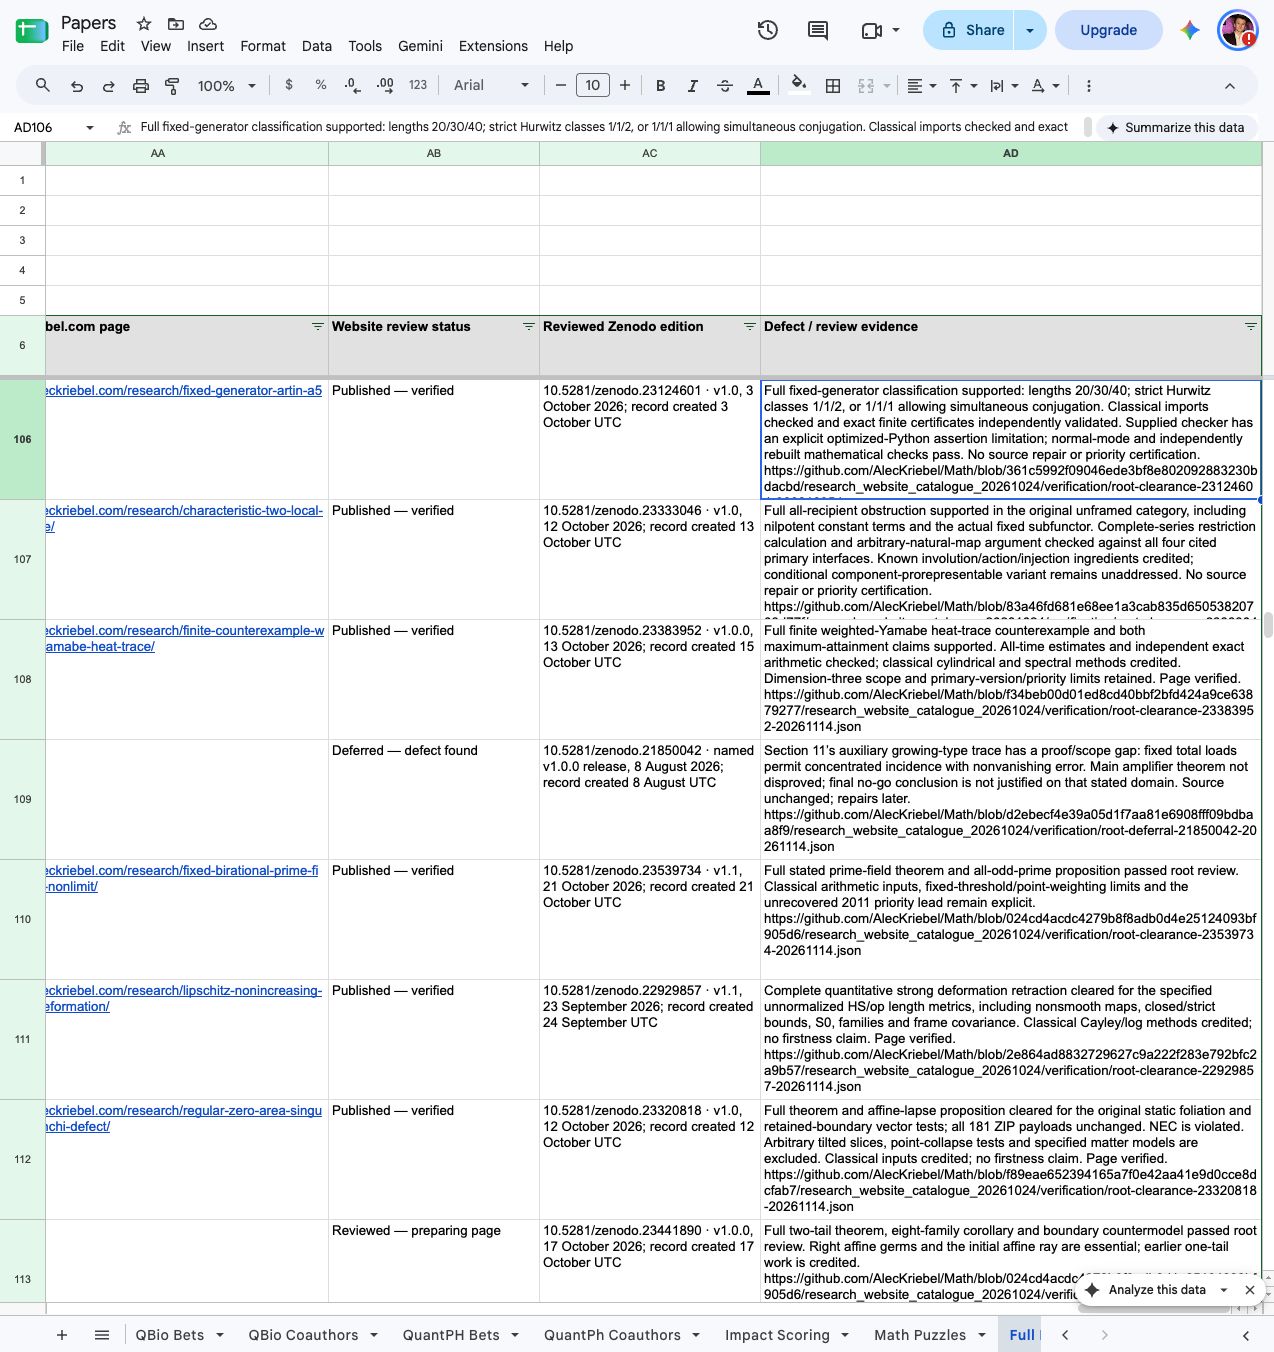 Papers
File Edit View Insert Format Data Tools Gemini Extensions Help
Share
Upgrade
100% $ % .0 .00 123 Arial 10 B I S A
AD106 fx Full fixed-generator classification supported: lengths 20/30/40; strict Hurwitz classes 1/1/2, or 1/1/1 allowing simultaneous conjugation. Classical imports checked and exact
Summarize this data
AA AB AC AD
1
2
3
4
5
6
bel.com page
Website review status
Reviewed Zenodo edition
Defect / review evidence
106
eckriebel.com/research/fixed-generator-artin-a5
Published — verified
10.5281/zenodo.23124601 · v1.0, 3
October 2026; record created 3
October UTC
Full fixed-generator classification supported: lengths 20/30/40; strict Hurwitz
classes 1/1/2, or 1/1/1 allowing simultaneous conjugation. Classical imports
checked and exact finite certificates independently validated. Supplied checker has
an explicit optimized-Python assertion limitation; normal-mode and independently
rebuilt mathematical checks pass. No source repair or priority certification.
https://github.com/AlecKriebel/Math/blob/361c5992f09046ede3bf8e802092883230b
dacbd/research_website_catalogue_20261024/verification/root-clearance-2312460
107
eckriebel.com/research/characteristic-two-local-
e/
Published — verified
10.5281/zenodo.23333046 · v1.0,
12 October 2026; record created 13
October UTC
Full all-recipient obstruction supported in the original unframed category, including
nilpotent constant terms and the actual fixed subfunctor. Complete-series restriction
calculation and arbitrary-natural-map argument checked against all four cited
primary interfaces. Known involution/action/injection ingredients credited;
conditional component-prorepresentable variant remains unaddressed. No source
repair or priority certification.
https://github.com/AlecKriebel/Math/blob/83a46fd681e68ee1a3cab835d650538207
108
eckriebel.com/research/finite-counterexample-w
amabe-heat-trace/
Published — verified
10.5281/zenodo.23383952 · v1.0.0,
13 October 2026; record created 15
October UTC
Full finite weighted-Yamabe heat-trace counterexample and both
maximum-attainment claims supported. All-time estimates and independent exact
arithmetic checked; classical cylindrical and spectral methods credited.
Dimension-three scope and primary-version/priority limits retained. Page verified.
https://github.com/AlecKriebel/Math/blob/f34beb00d01ed8cd40bbf2bfd424a9ce638
79277/research_website_catalogue_20261024/verification/root-clearance-2338395
2-20261114.json
109
Deferred — defect found
10.5281/zenodo.21850042 · named
v1.0.0 release, 8 August 2026;
record created 8 August UTC
Section 11's auxiliary growing-type trace has a proof/scope gap: fixed total loads
permit concentrated incidence with nonvanishing error. Main amplifier theorem not
disproved; final no-go conclusion is not justified on that stated domain. Source
unchanged; repairs later.
https://github.com/AlecKriebel/Math/blob/d2ebecf4e39a05d1f7aa81e6908fff09bdba
a8f9/research_website_catalogue_20261024/verification/root-deferral-21850042-20
261114.json
110
eckriebel.com/research/fixed-birational-prime-fi
-nonlimit/
Published — verified
10.5281/zenodo.23539734 · v1.1,
21 October 2026; record created 21
October UTC
Full stated prime-field theorem and all-odd-prime proposition passed root review.
Classical arithmetic inputs, fixed-threshold/point-weighting limits and the
unrecovered 2011 priority lead remain explicit.
https://github.com/AlecKriebel/Math/blob/024cd4acdc4279b8f8adb0d4e25124093bf
905d6/research_website_catalogue_20261024/verification/root-clearance-2353973
4-20261114.json
111
eckriebel.com/research/lipschitz-nonincreasing-
eformation/
Published — verified
10.5281/zenodo.22929857 · v1.1,
23 September 2026; record created
24 September UTC
Complete quantitative strong deformation retraction cleared for the specified
unnormalized HS/op length metrics, including nonsmooth maps, closed/strict
bounds, S0, families and frame covariance. Classical Cayley/log methods credited;
no firstness claim. Page verified.
https://github.com/AlecKriebel/Math/blob/2e864ad8832729627c9a222f283e792bfc2
a9b57/research_website_catalogue_20261024/verification/root-clearance-2292985
7-20261114.json
112
eckriebel.com/research/regular-zero-area-singu
nchi-defect/
Published — verified
10.5281/zenodo.23320818 · v1.0,
12 October 2026; record created 12
October UTC
Full theorem and affine-lapse proposition cleared for the original static foliation and
retained-boundary vector tests; all 181 ZIP payloads unchanged. NEC is violated.
Arbitrary tilted slices, point-collapse tests and specified matter models are
excluded. Classical inputs credited; no firstness claim. Page verified.
https://github.com/AlecKriebel/Math/blob/f89eae652394165a7f0e42aa41e9d0cce8d
cfab7/research_website_catalogue_20261024/verification/root-clearance-23320818
-20261114.json
113
Reviewed — preparing page
10.5281/zenodo.23441890 · v1.0.0,
17 October 2026; record created 17
October UTC
Full two-tail theorem, eight-family corollary and boundary countermodel passed root
review. Right affine germs and the initial affine ray are essential; earlier one-tail
work is credited.
https://github.com/AlecKriebel/Math/blob/024cd4acdc
905d6/research_website_catalogue_20261024/verific
Analyze this data
QBio Bets QBio Coauthors QuantPH Bets QuantPh Coauthors Impact Scoring Math Puzzles Full